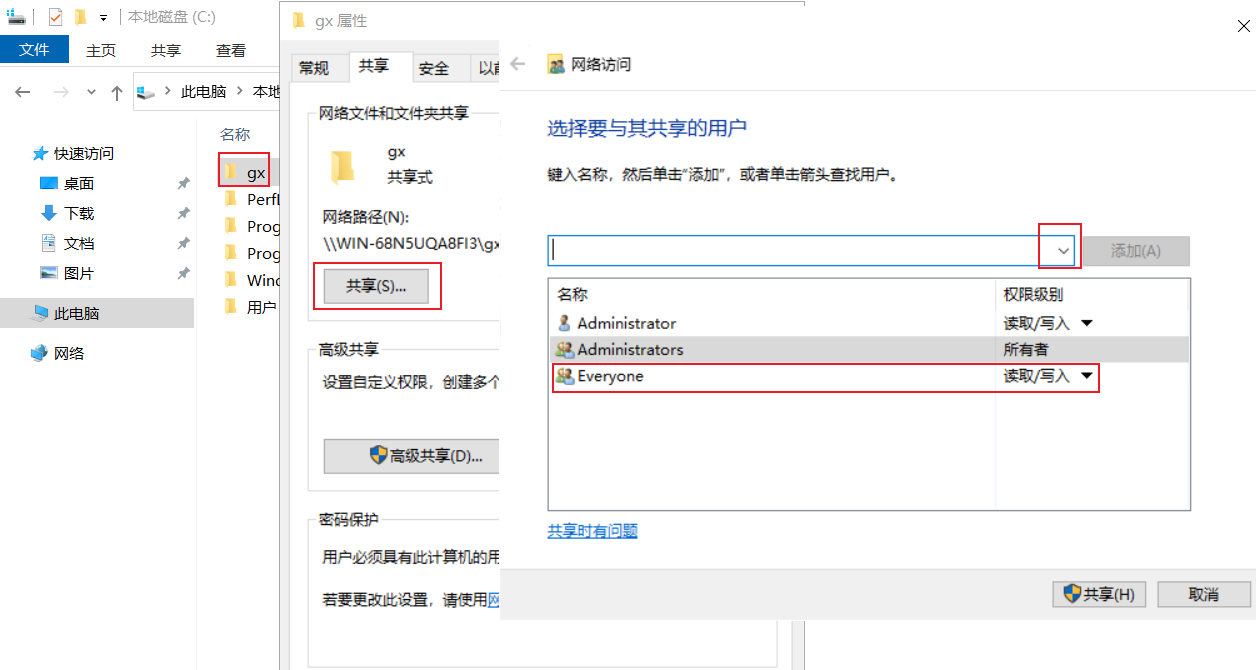 本地磁盘 (C:)
文件 主页 共享 查看
此电脑 本地
名称
快速访问
桌面
下载
文档
图片
此电脑
网络
gx
PerfL
Prog
Prog
Wind
用户
gx 属性
常规 共享 安全 以前
网络文件和文件夹共享
gx
共享式
网络路径(N):
\\WIN-68N5UQA8FI3\gx
共享(S)...
高级共享
设置自定义权限，创建多个
高级共享(D)...
密码保护
用户必须具有此计算机的用
若要更改此设置，请使用网
网络访问
选择要与其共享的用户
键入名称，然后单击“添加”，或者单击箭头查找用户。
添加(A)
名称 权限级别
Administrator 读取/写入
Administrators 所有者
Everyone 读取/写入
共享时有问题
共享(H) 取消